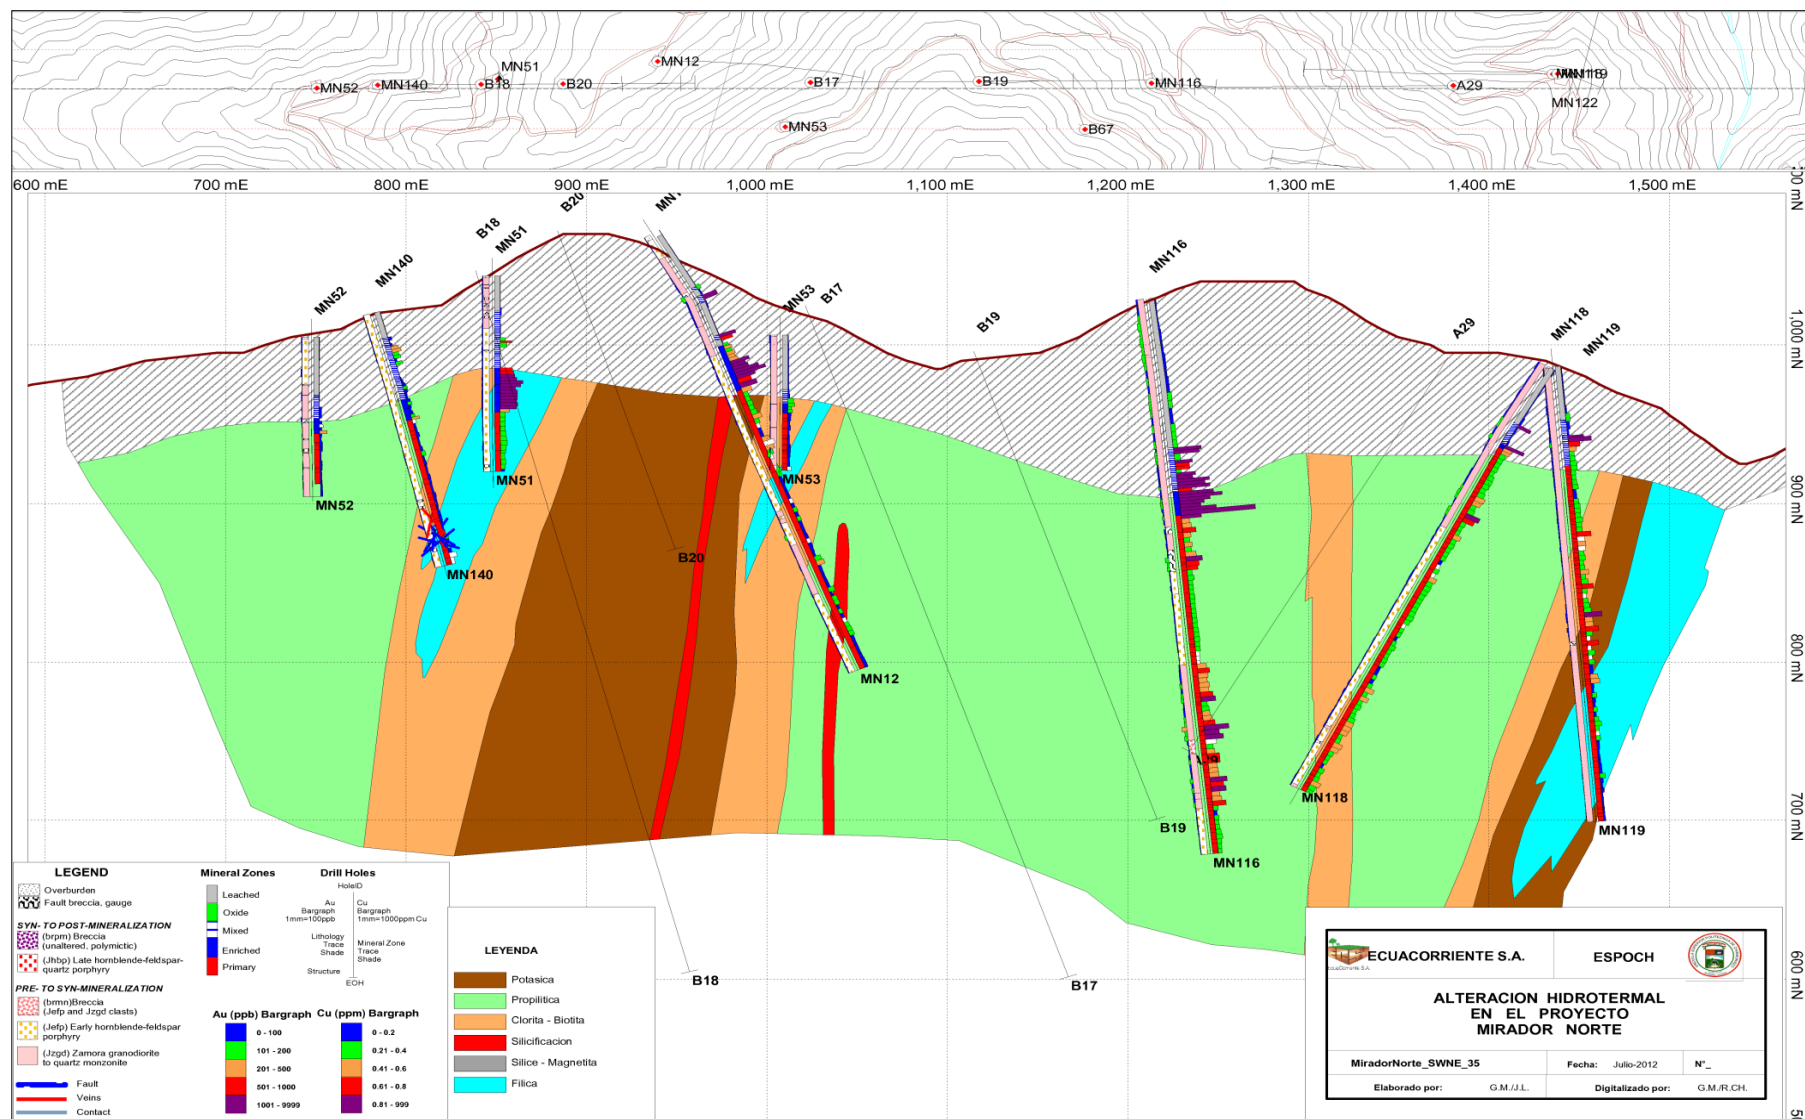 MN51
MN12
MN118
MN119
MN52
MN140
B18
B20
B17
B19
MN116
A29
MN122
MN53
B67
600 mE
700 mE
800 mE
900 mE
1,000 mE
1,100 mE
1,200 mE
1,300 mE
1,400 mE
1,500 mE
B20
B18
MN51
MN140
MN52
MN53
B17
B19
MN116
A29
MN118
MN119
1,000 mN
900 mN
800 mN
700 mN
600 mN
MN52
MN51
MN53
MN140
B20
MN12
A29
MN118
B19
MN116
MN119
B18
B17
LEGEND
Overburden
Fault breccia, gauge
SYN- TO POST-MINERALIZATION
(brpm) Breccia
(unaltered, polymictic)
(Jhbp) Late hornblende-feldspar-
quartz porphyry
PRE- TO SYN-MINERALIZATION
(brmn)Breccia
(Jefp and Jzgd clasts)
(Jefp) Early hornblende-feldspar
porphyry
(Jzgd) Zamora granodiorite
to quartz monzonite
Fault
Veins
Contact
Mineral Zones
Leached
Oxide
Mixed
Enriched
Primary
Drill Holes
HoleID
Au
Bargraph
1mm=100ppb
Cu
Bargraph
1mm=1000ppm Cu
Lithology
Trace
Shade
Mineral Zone
Trace
Shade
Structure
EOH
Au (ppb) Bargraph
0 - 100
101 - 200
201 - 500
501 - 1000
1001 - 9999
Cu (ppm) Bargraph
0 - 0.2
0.21 - 0.4
0.41 - 0.6
0.61 - 0.8
0.81 - 999
LEYENDA
Potasica
Propilitica
Clorita - Biotita
Silicificacion
Silice - Magnetita
Filica
EcuaCorriente S.A.
ECUACORRIENTE S.A.
ESPOCH
ALTERACION HIDROTERMAL
EN EL PROYECTO
MIRADOR NORTE
MiradorNorte_SWNE_35
Fecha: Julio-2012
N°_
Elaborado por: G.M./J.L.
Digitalizado por: G.M./R.CH.